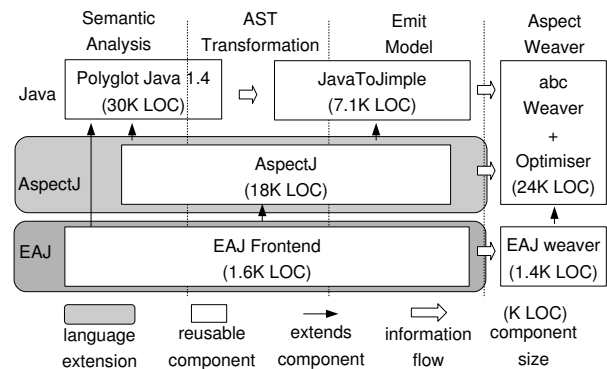 Semantic Analysis
AST Transformation
Emit Model
Aspect Weaver
Java
Polyglot Java 1.4
(30K LOC)
JavaToJimple
(7.1K LOC)
abc
Weaver
+
Optimiser
(24K LOC)
AspectJ
AspectJ
(18K LOC)
EAJ
EAJ Frontend
(1.6K LOC)
EAJ weaver
(1.4K LOC)
language extension
reusable component
extends component
information flow
(K LOC)
component size